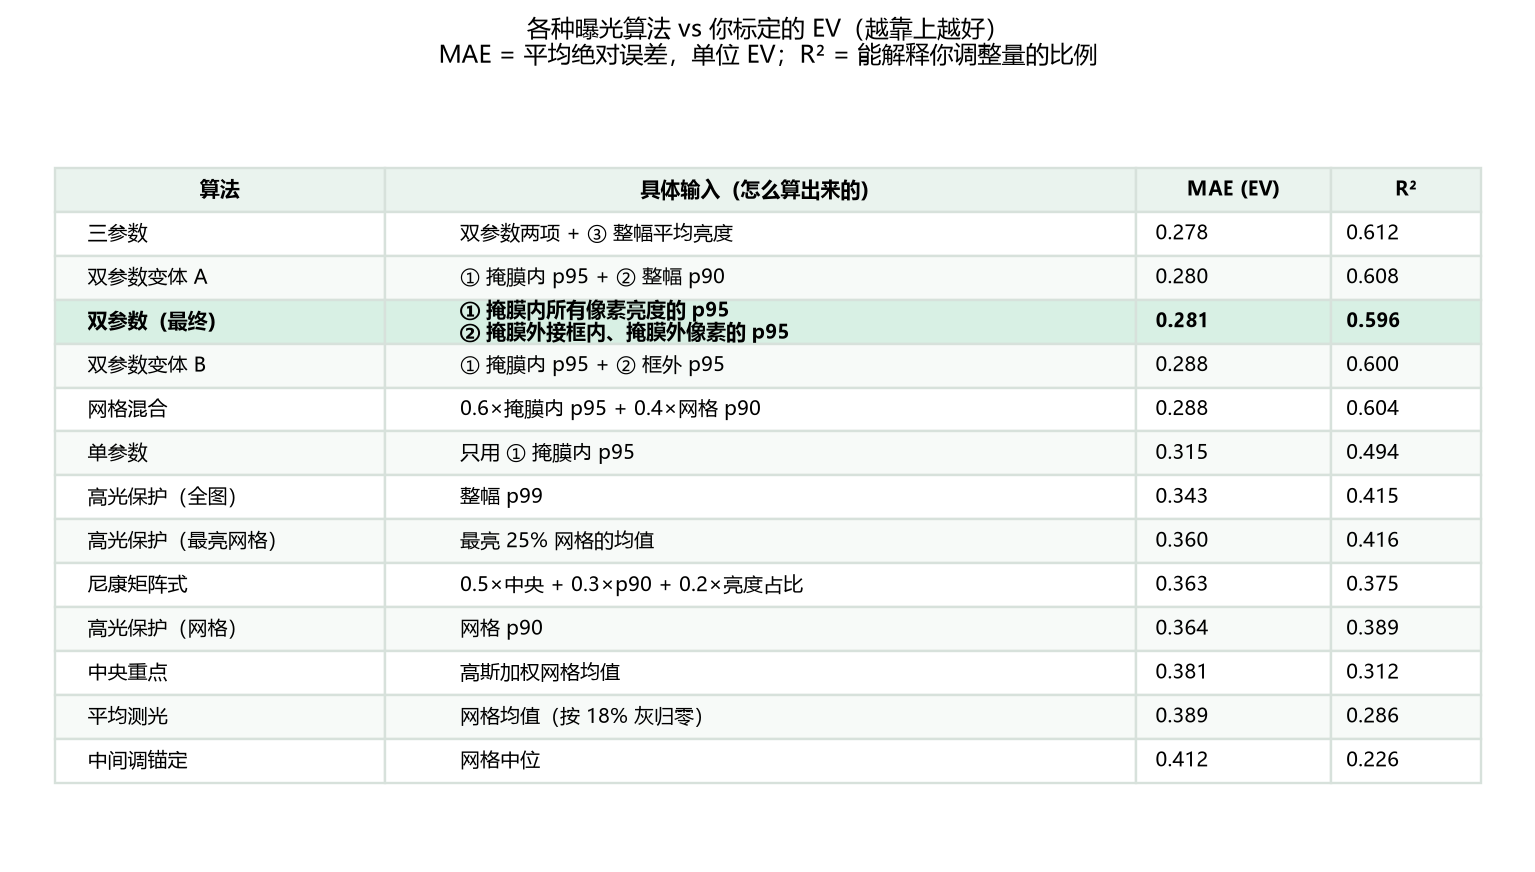 各种曝光算法 vs 你标定的 EV（越靠上越好）
MAE = 平均绝对误差，单位 EV；R² = 能解释你调整量的比例
算法 具体输入（怎么算出来的） MAE (EV) R²
三参数 双参数两项 + ③ 整幅平均亮度 0.278 0.612
双参数变体 A ① 掩膜内 p95 + ② 整幅 p90 0.280 0.608
双参数（最终） ① 掩膜内所有像素亮度的 p95 0.281 0.596
② 掩膜外接框内、掩膜外像素的 p95
双参数变体 B ① 掩膜内 p95 + ② 框外 p95 0.288 0.600
网格混合 0.6×掩膜内 p95 + 0.4×网格 p90 0.288 0.604
单参数 只用 ① 掩膜内 p95 0.315 0.494
高光保护（全图） 整幅 p99 0.343 0.415
高光保护（最亮网格） 最亮 25% 网格的均值 0.360 0.416
尼康矩阵式 0.5×中央 + 0.3×p90 + 0.2×亮度占比 0.363 0.375
高光保护（网格） 网格 p90 0.364 0.389
中央重点 高斯加权网格均值 0.381 0.312
平均测光 网格均值（按 18% 灰归零） 0.389 0.286
中间调锚定 网格中位 0.412 0.226